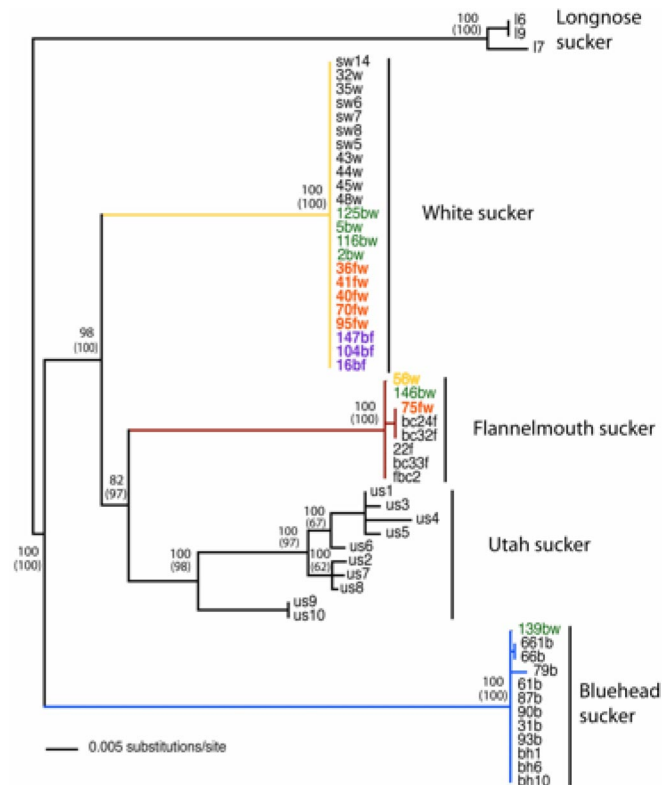 100
(100)
l6
l9
l7
Longnose
sucker
sw14
32w
35w
sw6
sw7
sw8
sw5
43w
44w
45w
48w
125bw
5bw
116bw
2bw
36fw
41fw
40fw
70fw
95fw
147bf
104bf
16bf
100
(100)
White sucker
98
(100)
56w
146bw
75fw
bc24f
bc32f
22f
bc33f
fbc2
100
(100)
Flannelmouth sucker
82
(97)
us1
us3
us4
us5
us6
us2
us7
us8
us9
us10
100
(67)
100
(97)
100
(62)
100
(98)
Utah sucker
100
(100)
139bw
661b
66b
79b
61b
87b
90b
31b
93b
bh1
bh6
bh10
100
(100)
Bluehead
sucker
0.005 substitutions/site